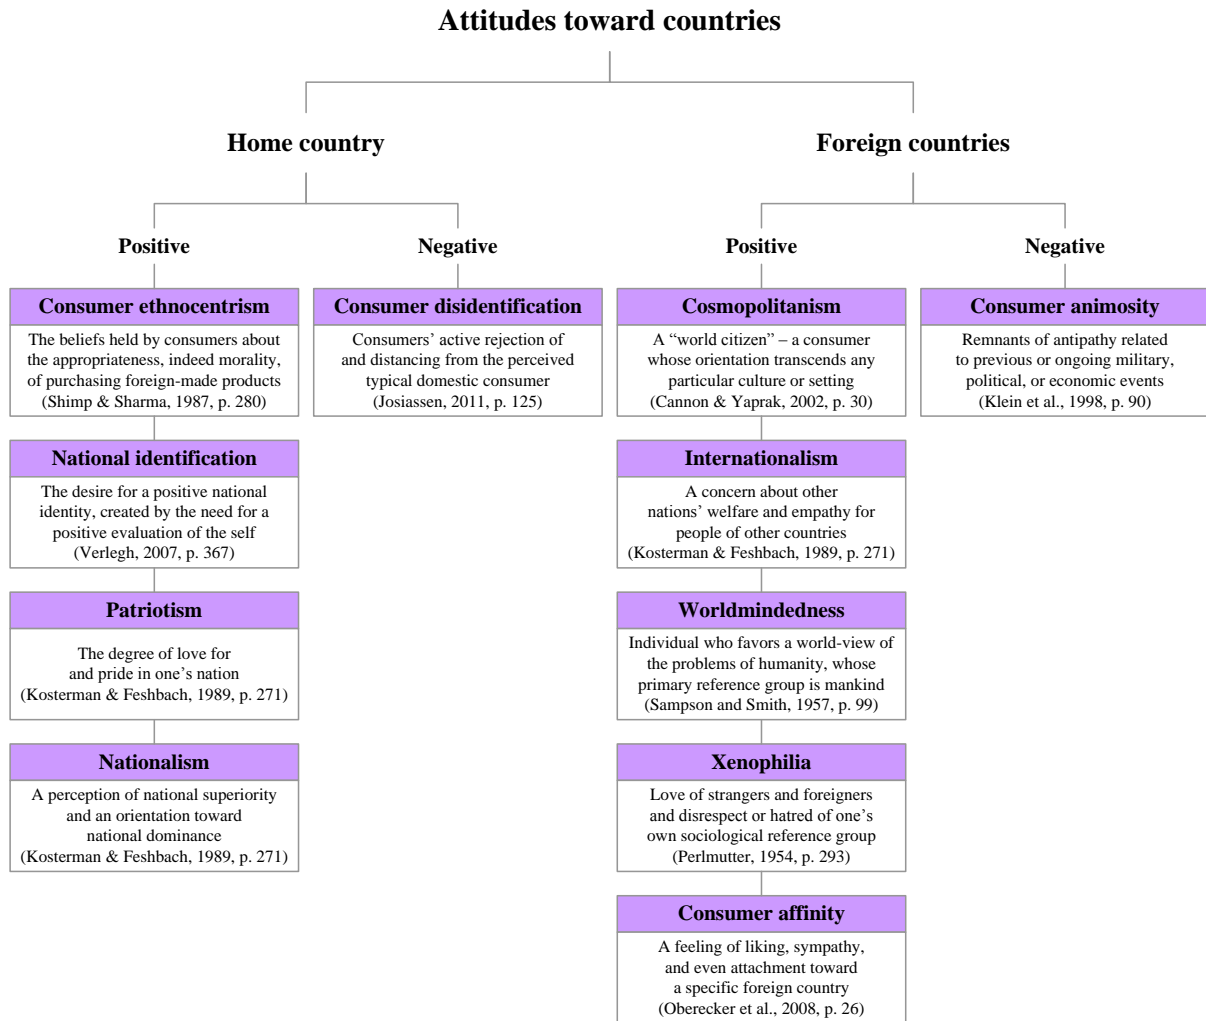 Attitudes toward countries
Home country
Foreign countries
Positive
Negative
Positive
Negative
Consumer ethnocentrism
The beliefs held by consumers about
the appropriateness, indeed morality,
of purchasing foreign-made products
(Shimp & Sharma, 1987, p. 280)
National identification
The desire for a positive national
identity, created by the need for a
positive evaluation of the self
(Verlegh, 2007, p. 367)
Patriotism
The degree of love for
and pride in one’s nation
(Kosterman & Feshbach, 1989, p. 271)
Nationalism
A perception of national superiority
and an orientation toward
national dominance
(Kosterman & Feshbach, 1989, p. 271)
Consumer disidentification
Consumers’ active rejection of
and distancing from the perceived
typical domestic consumer
(Josiassen, 2011, p. 125)
Cosmopolitanism
A “world citizen” – a consumer
whose orientation transcends any
particular culture or setting
(Cannon & Yaprak, 2002, p. 30)
Internationalism
A concern about other
nations’ welfare and empathy for
people of other countries
(Kosterman & Feshbach, 1989, p. 271)
Worldmindedness
Individual who favors a world-view of
the problems of humanity, whose
primary reference group is mankind
(Sampson and Smith, 1957, p. 99)
Xenophilia
Love of strangers and foreigners
and disrespect or hatred of one’s
own sociological reference group
(Perlmutter, 1954, p. 293)
Consumer affinity
A feeling of liking, sympathy,
and even attachment toward
a specific foreign country
(Oberecker et al., 2008, p. 26)
Consumer animosity
Remnants of antipathy related
to previous or ongoing military,
political, or economic events
(Klein et al., 1998, p. 90)